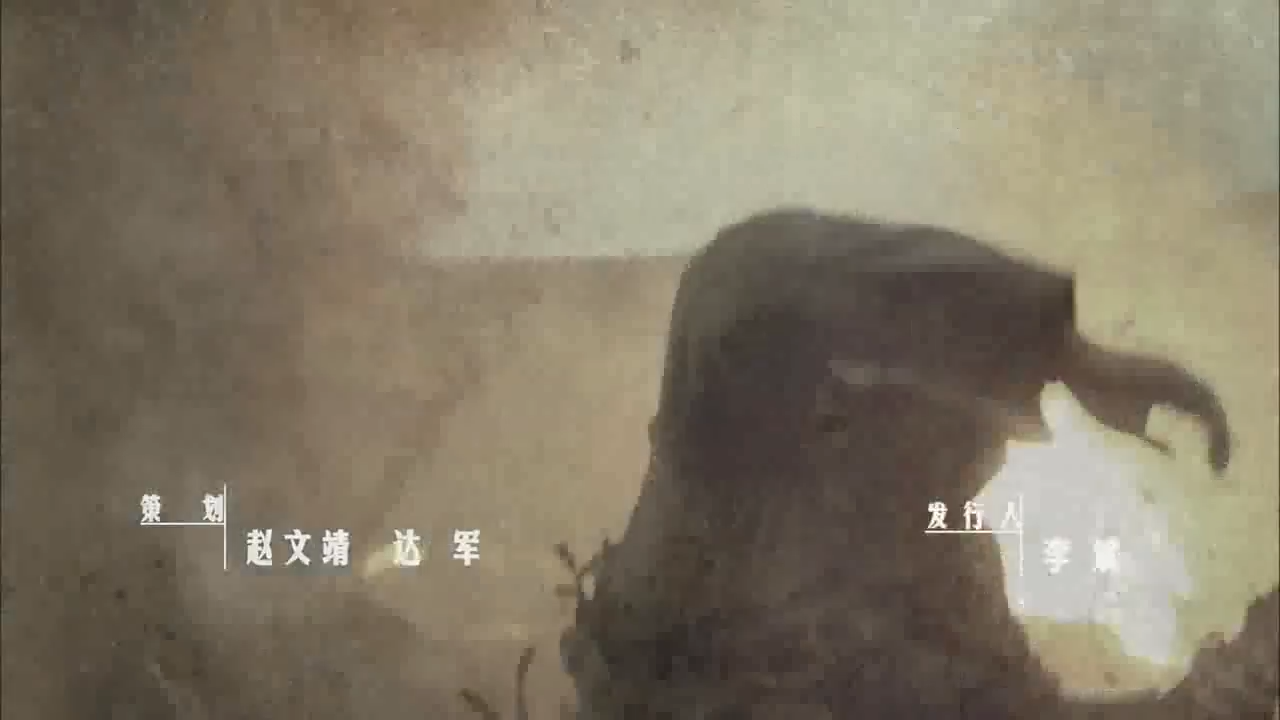 策 划
赵文靖 达 军
发行人
李